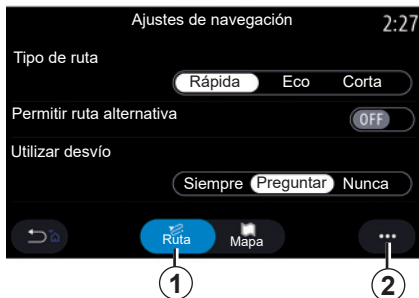 Ajustes de navegación 2:27
Tipo de ruta
Rápida Eco Corta
Permitir ruta alternativa OFF
Utilizar desvío
Siempre Preguntar Nunca
Ruta Mapa
1 2